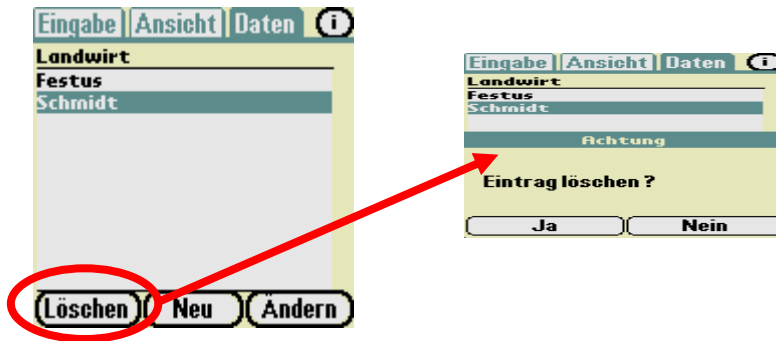 Eingabe Ansicht Daten i
Landwirt
Festus
Schmidt
Löschen Neu Ändern
Eingabe Ansicht Daten i
Landwirt
Festus
Schmidt
Achtung
Eintrag löschen ?
Ja Nein